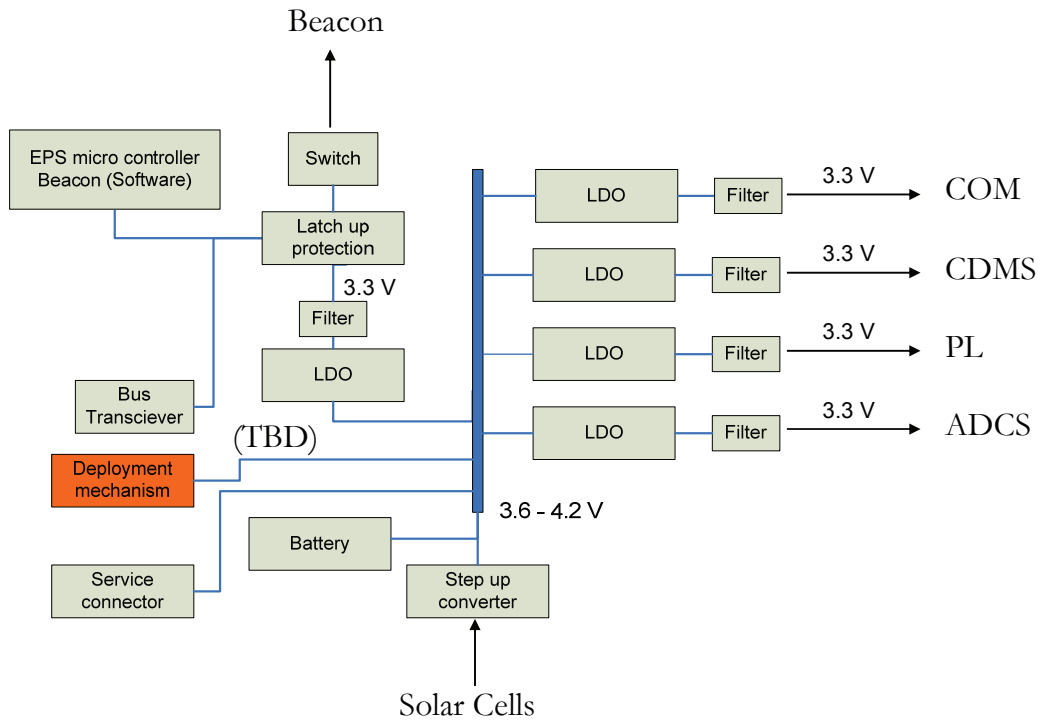 Beacon
EPS micro controller
Beacon (Software)
Switch
Latch up
protection
3.3 V
Filter
LDO
Bus
Transciever
(TBD)
Deployment
mechanism
Service
connector
Battery
Step up
converter
Solar Cells
3.6 – 4.2 V
LDO
Filter
3.3 V
COM
LDO
Filter
3.3 V
CDMS
LDO
Filter
3.3 V
PL
LDO
Filter
3.3 V
ADCS